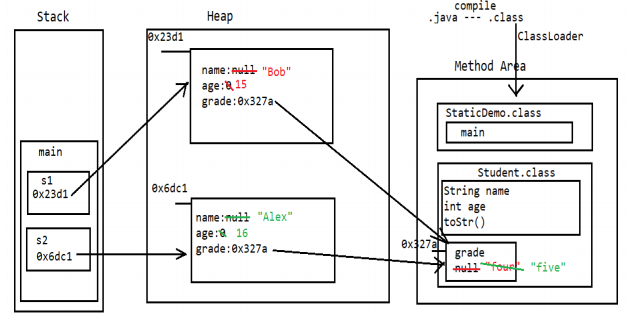 Stack
main
s1
0x23d1
s2
0x6dc1
Heap
0x23d1
name:null "Bob"
age:0 15
grade:0x327a
0x6dc1
name:null "Alex"
age:0 16
grade:0x327a
compile
.java --- .class
ClassLoader
Method Area
StaticDemo.class
main
Student.class
String name
int age
toStr()
0x327a
grade
null "four" "five"